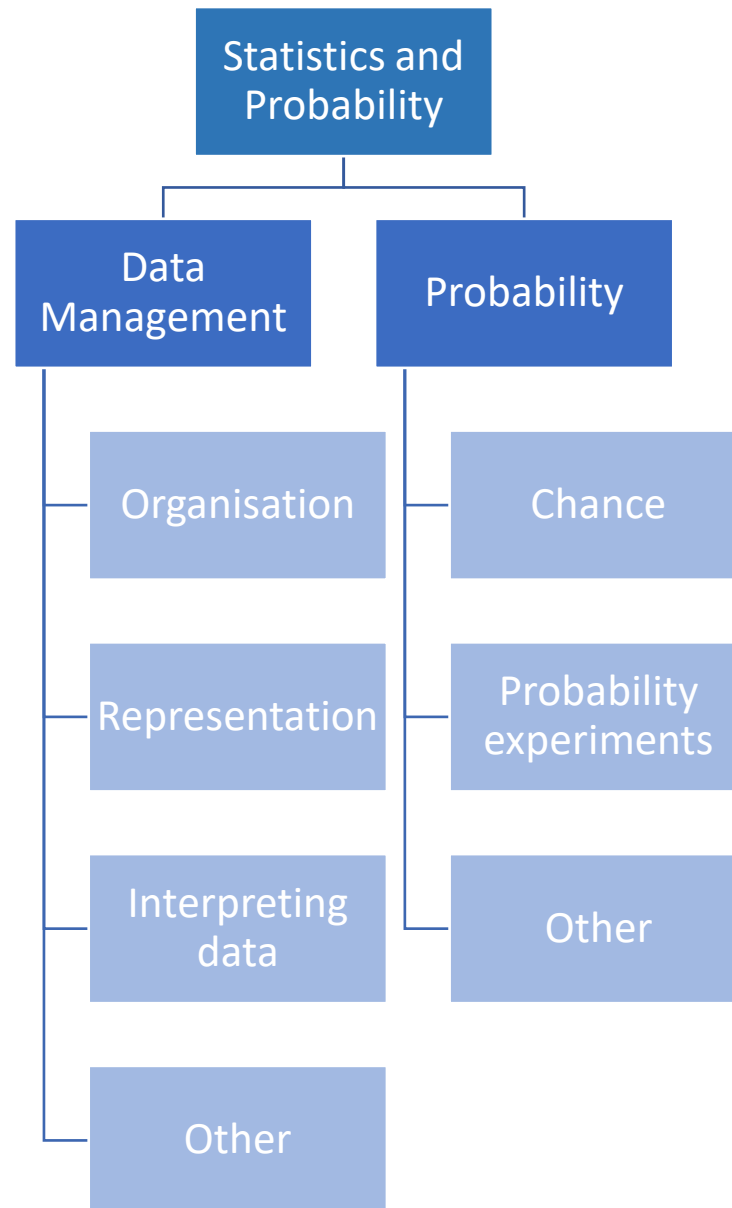 Statistics and
Probability
Data
Management
Probability
Organisation
Chance
Representation
Probability
experiments
Interpreting
data
Other
Other